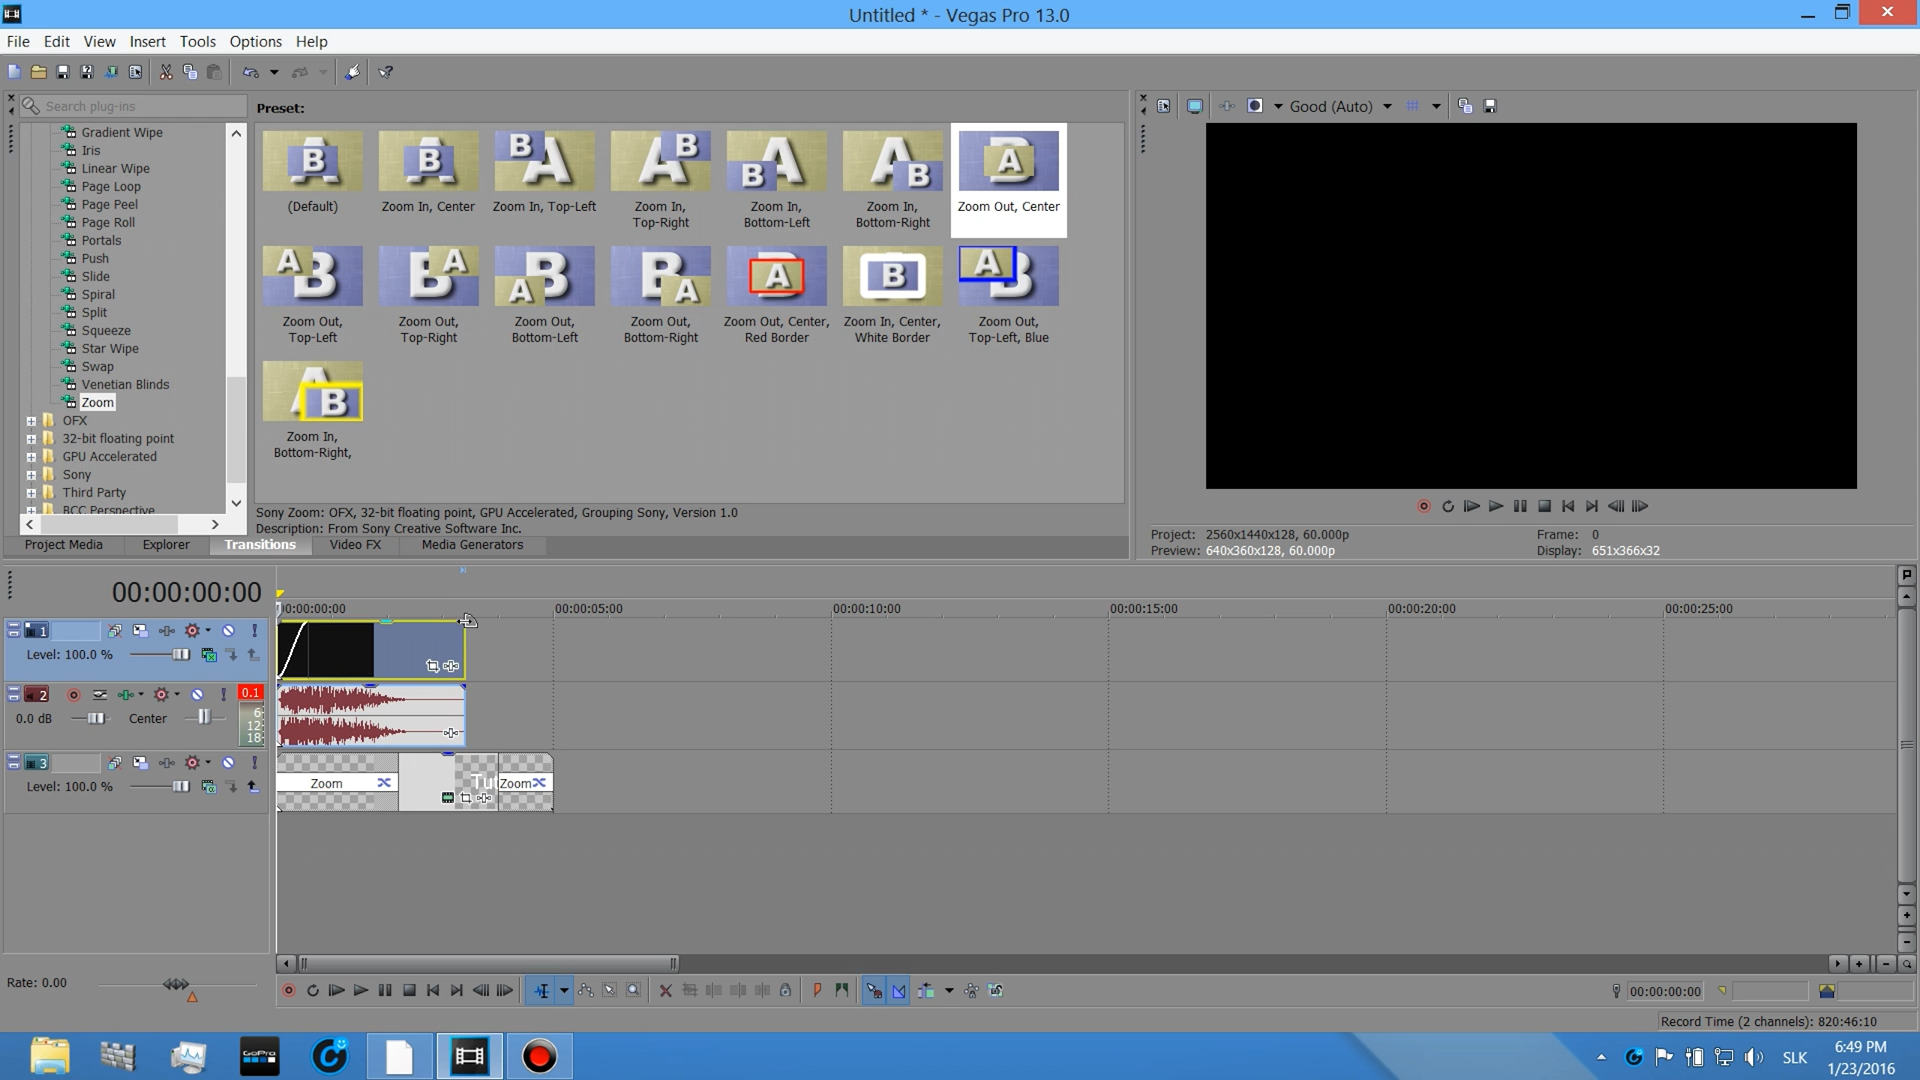 Untitled * - Vegas Pro 13.0
File Edit View Insert Tools Options Help
Search plug-ins
Gradient Wipe
Iris
Linear Wipe
Page Loop
Page Peel
Page Roll
Portals
Push
Slide
Spiral
Split
Squeeze
Star Wipe
Swap
Venetian Blinds
Zoom
OFX
32-bit floating point
GPU Accelerated
Sony
Third Party
BCC Perspective
Preset:
(Default)
Zoom In, Center
Zoom In, Top-Left
Zoom In,
Top-Right
Zoom In,
Bottom-Left
Zoom In,
Bottom-Right
Zoom Out, Center
Zoom Out,
Top-Left
Zoom Out,
Top-Right
Zoom Out,
Bottom-Left
Zoom Out,
Bottom-Right
Zoom Out, Center,
Red Border
Zoom In, Center,
White Border
Zoom Out,
Top-Left, Blue
Zoom In,
Bottom-Right,
Sony Zoom: OFX, 32-bit floating point, GPU Accelerated, Grouping Sony, Version 1.0
Description: From Sony Creative Software Inc.
Project Media Explorer Transitions Video FX Media Generators
Good (Auto)
Project: 2560x1440x128, 60.000p
Preview: 640x360x128, 60.000p
Frame: 0
Display: 651x366x32
00:00:00:00
00:00:00:00 00:00:05:00 00:00:10:00 00:00:15:00 00:00:20:00 00:00:25:00
1
Level: 100.0 %
2
0.0 dB Center
0.1
6
12
18
3
Level: 100.0 %
Zoom
Tu
Zoom
Rate: 0.00
00:00:00:00
Record Time (2 channels): 820:46:10
GoPro
SLK
6:49 PM
1/23/2016